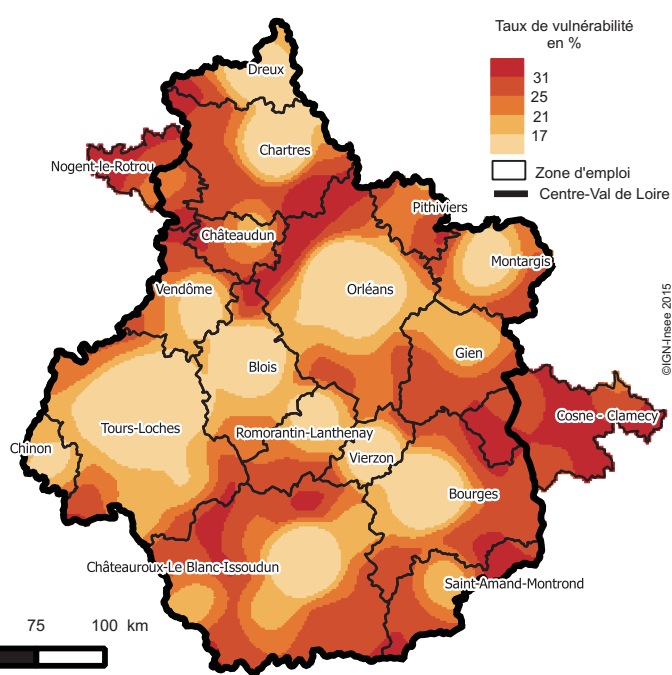 Taux de vulnérabilité
en %
31
25
21
17
Zone d'emploi
Centre-Val de Loire
Dreux
Chartres
Nogent-le-Rotrou
Pithiviers
Châteaudun
Montargis
Vendôme
Orléans
Gien
Blois
Cosne - Clamecy
Tours-Loches
Romorantin-Lanthenay
Chinon
Vierzon
Bourges
Châteauroux-Le Blanc-Issoudun
Saint-Amand-Montrond
75 100 km
©IGN-Insee 2015